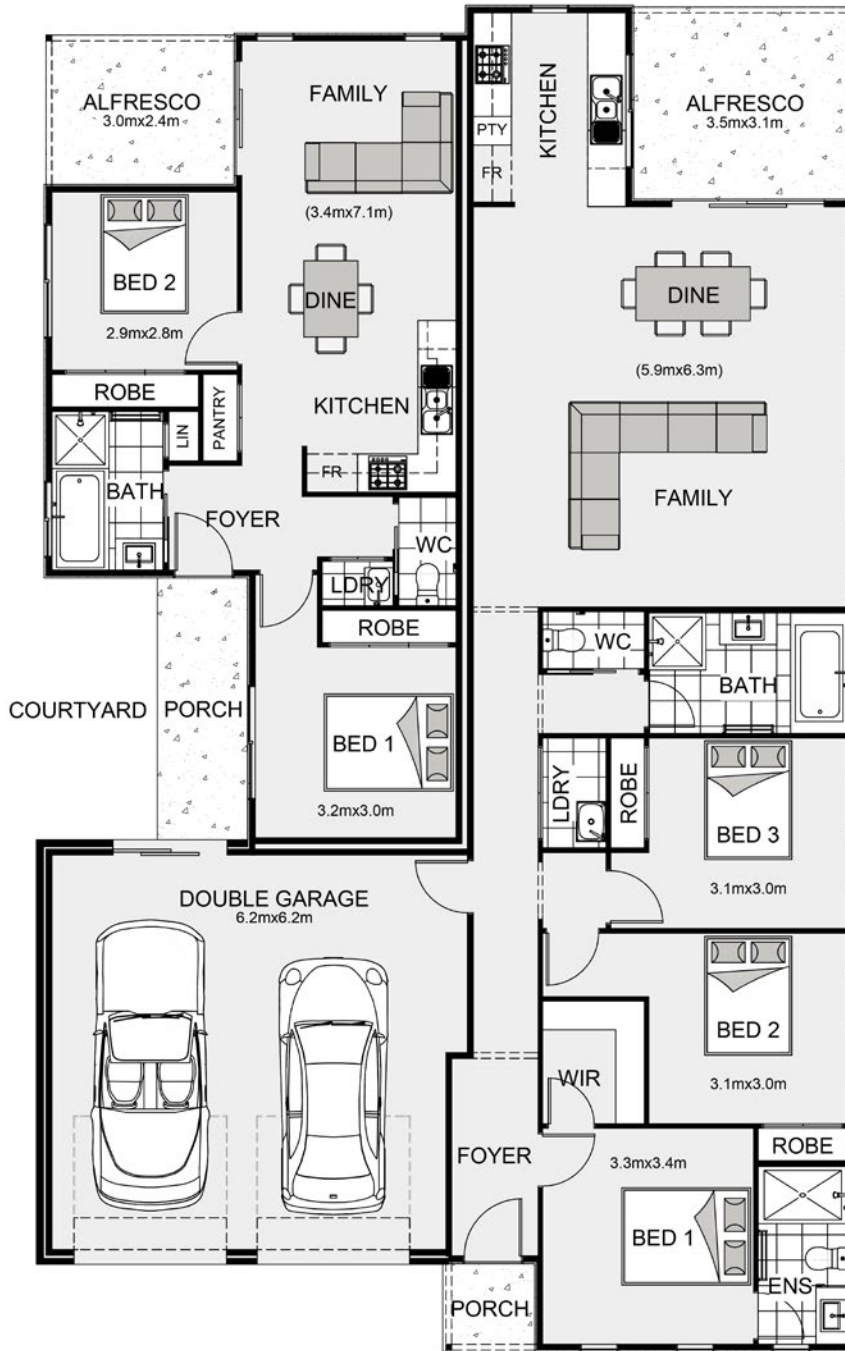 ALFRESCO
3.0mx2.4m
FAMILY
(3.4mx7.1m)
BED 2
2.9mx2.8m
DINE
ROBE
LIN
PANTRY
KITCHEN
FR
BATH
FOYER
WC
LDRY
ROBE
COURTYARD
PORCH
BED 1
3.2mx3.0m
DOUBLE GARAGE
6.2mx6.2m
KITCHEN
PTY
FR
ALFRESCO
3.5mx3.1m
DINE
(5.9mx6.3m)
FAMILY
WC
BATH
LDRY
ROBE
BED 3
3.1mx3.0m
BED 2
3.1mx3.0m
WIR
ROBE
FOYER
3.3mx3.4m
BED 1
ENS
PORCH